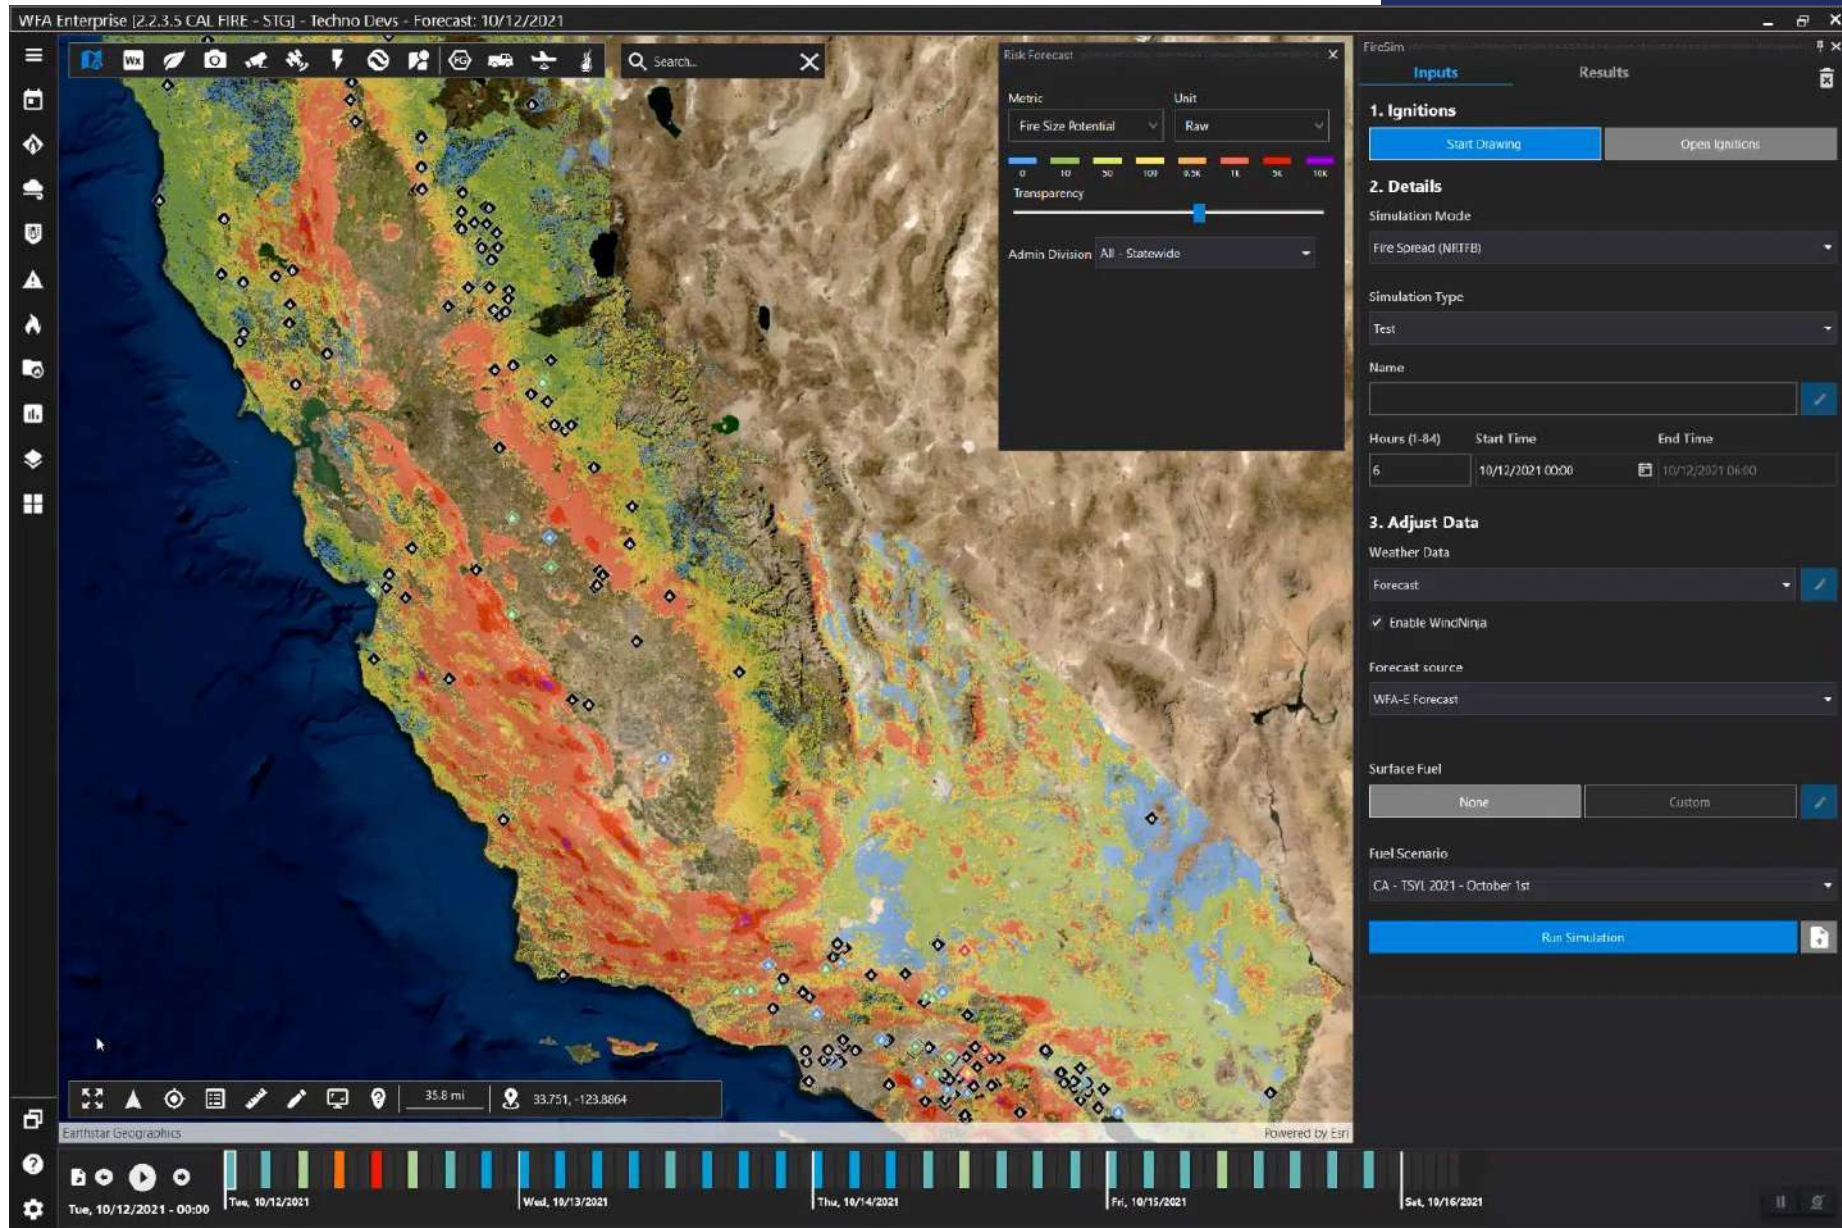 WFA Enterprise [2.2.3.5 CAL FIRE - STG] - Techno Devs - Forecast: 10/12/2021
Wx
FG
Search...
Risk Forecast
Metric
Unit
Fire Size Potential
Raw
0 10 50 100 0.5K 1K 5K 10K
Transparency
Admin Division All - Statewide
FireSim
Inputs
Results
1. Ignitions
Start Drawing
Open Ignitions
2. Details
Simulation Mode
Fire Spread (NRTFB)
Simulation Type
Test
Name
Hours (1-84)
Start Time
End Time
6
10/12/2021 00:00
10/12/2021 06:00
3. Adjust Data
Weather Data
Forecast
Enable WindNinja
Forecast source
WFA-E Forecast
Surface Fuel
None
Custom
Fuel Scenario
CA - TSYL 2021 - October 1st
Run Simulation
35.8 mi
33.751, -123.8864
Earthstar Geographics
Powered by Esri
Tue, 10/12/2021 - 00:00
Tue, 10/12/2021
Wed, 10/13/2021
Thu, 10/14/2021
Fri, 10/15/2021
Sat, 10/16/2021